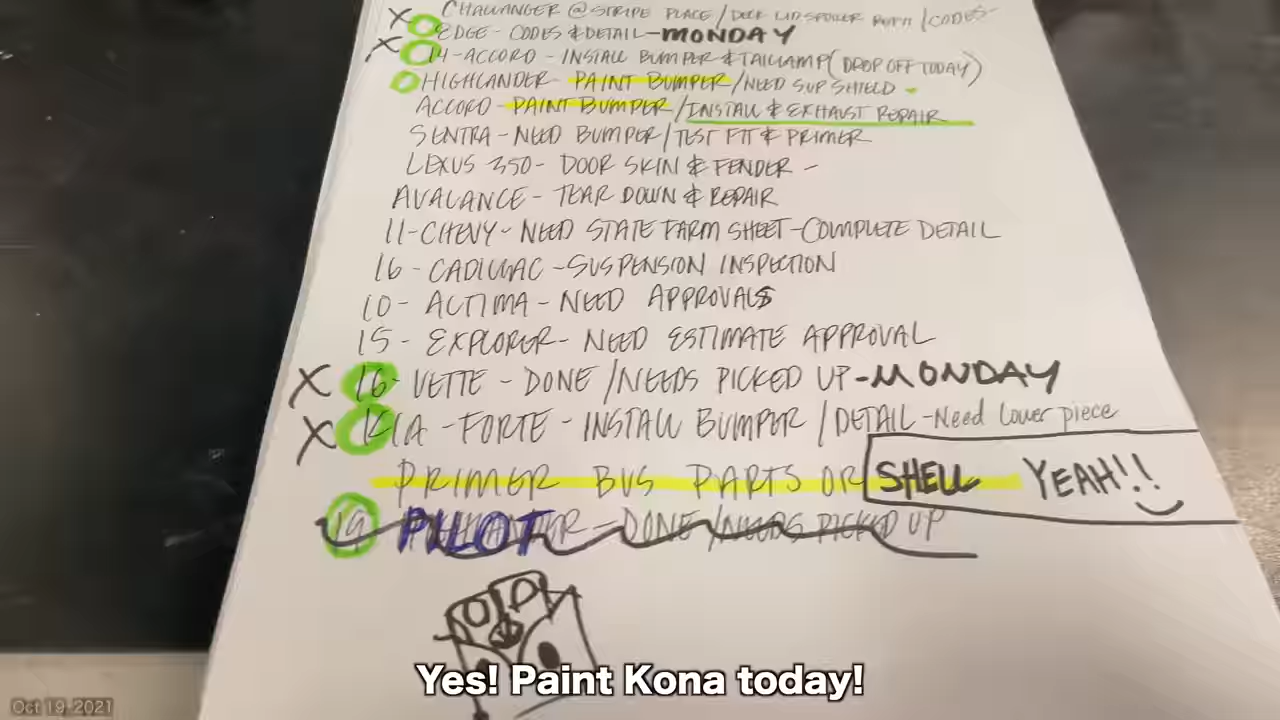 X CHALLANGER @ STRIPE PLACE / DECK LID SPOILER / CODES-
X EDGE - CODES & DETAIL - MONDAY
14 - ACCORD - INSTALL BUMPER & TAILLAMP (DROP OFF TODAY)
HIGHLANDER - PAINT BUMPER / NEED SUP SHIELD
ACCORD - PAINT BUMPER / INSTALL & EXHAUST REPAIR
SENTRA - NEED BUMPER / TEST FIT & PRIMER
LEXUS 350 - DOOR SKIN & FENDER -
AVALANCE - TEAR DOWN & REPAIR
11 - CHEVY - NEED STATE FARM SHEET - COMPLETE DETAIL
16 - CADILLAC - SUSPENSION INSPECTION
10 - ALTIMA - NEED APPROVALS
15 - EXPLORER - NEED ESTIMATE APPROVAL
X 16 - VETTE - DONE / NEEDS PICKED UP - MONDAY
X KIA - FORTE - INSTALL BUMPER / DETAIL - Need lower piece
PRIMER BUS PARTS OR SHELL YEAH!!
19 PILOT - DONE / NEEDS PICKED UP
Yes! Paint Kona today!
Oct 19 2021